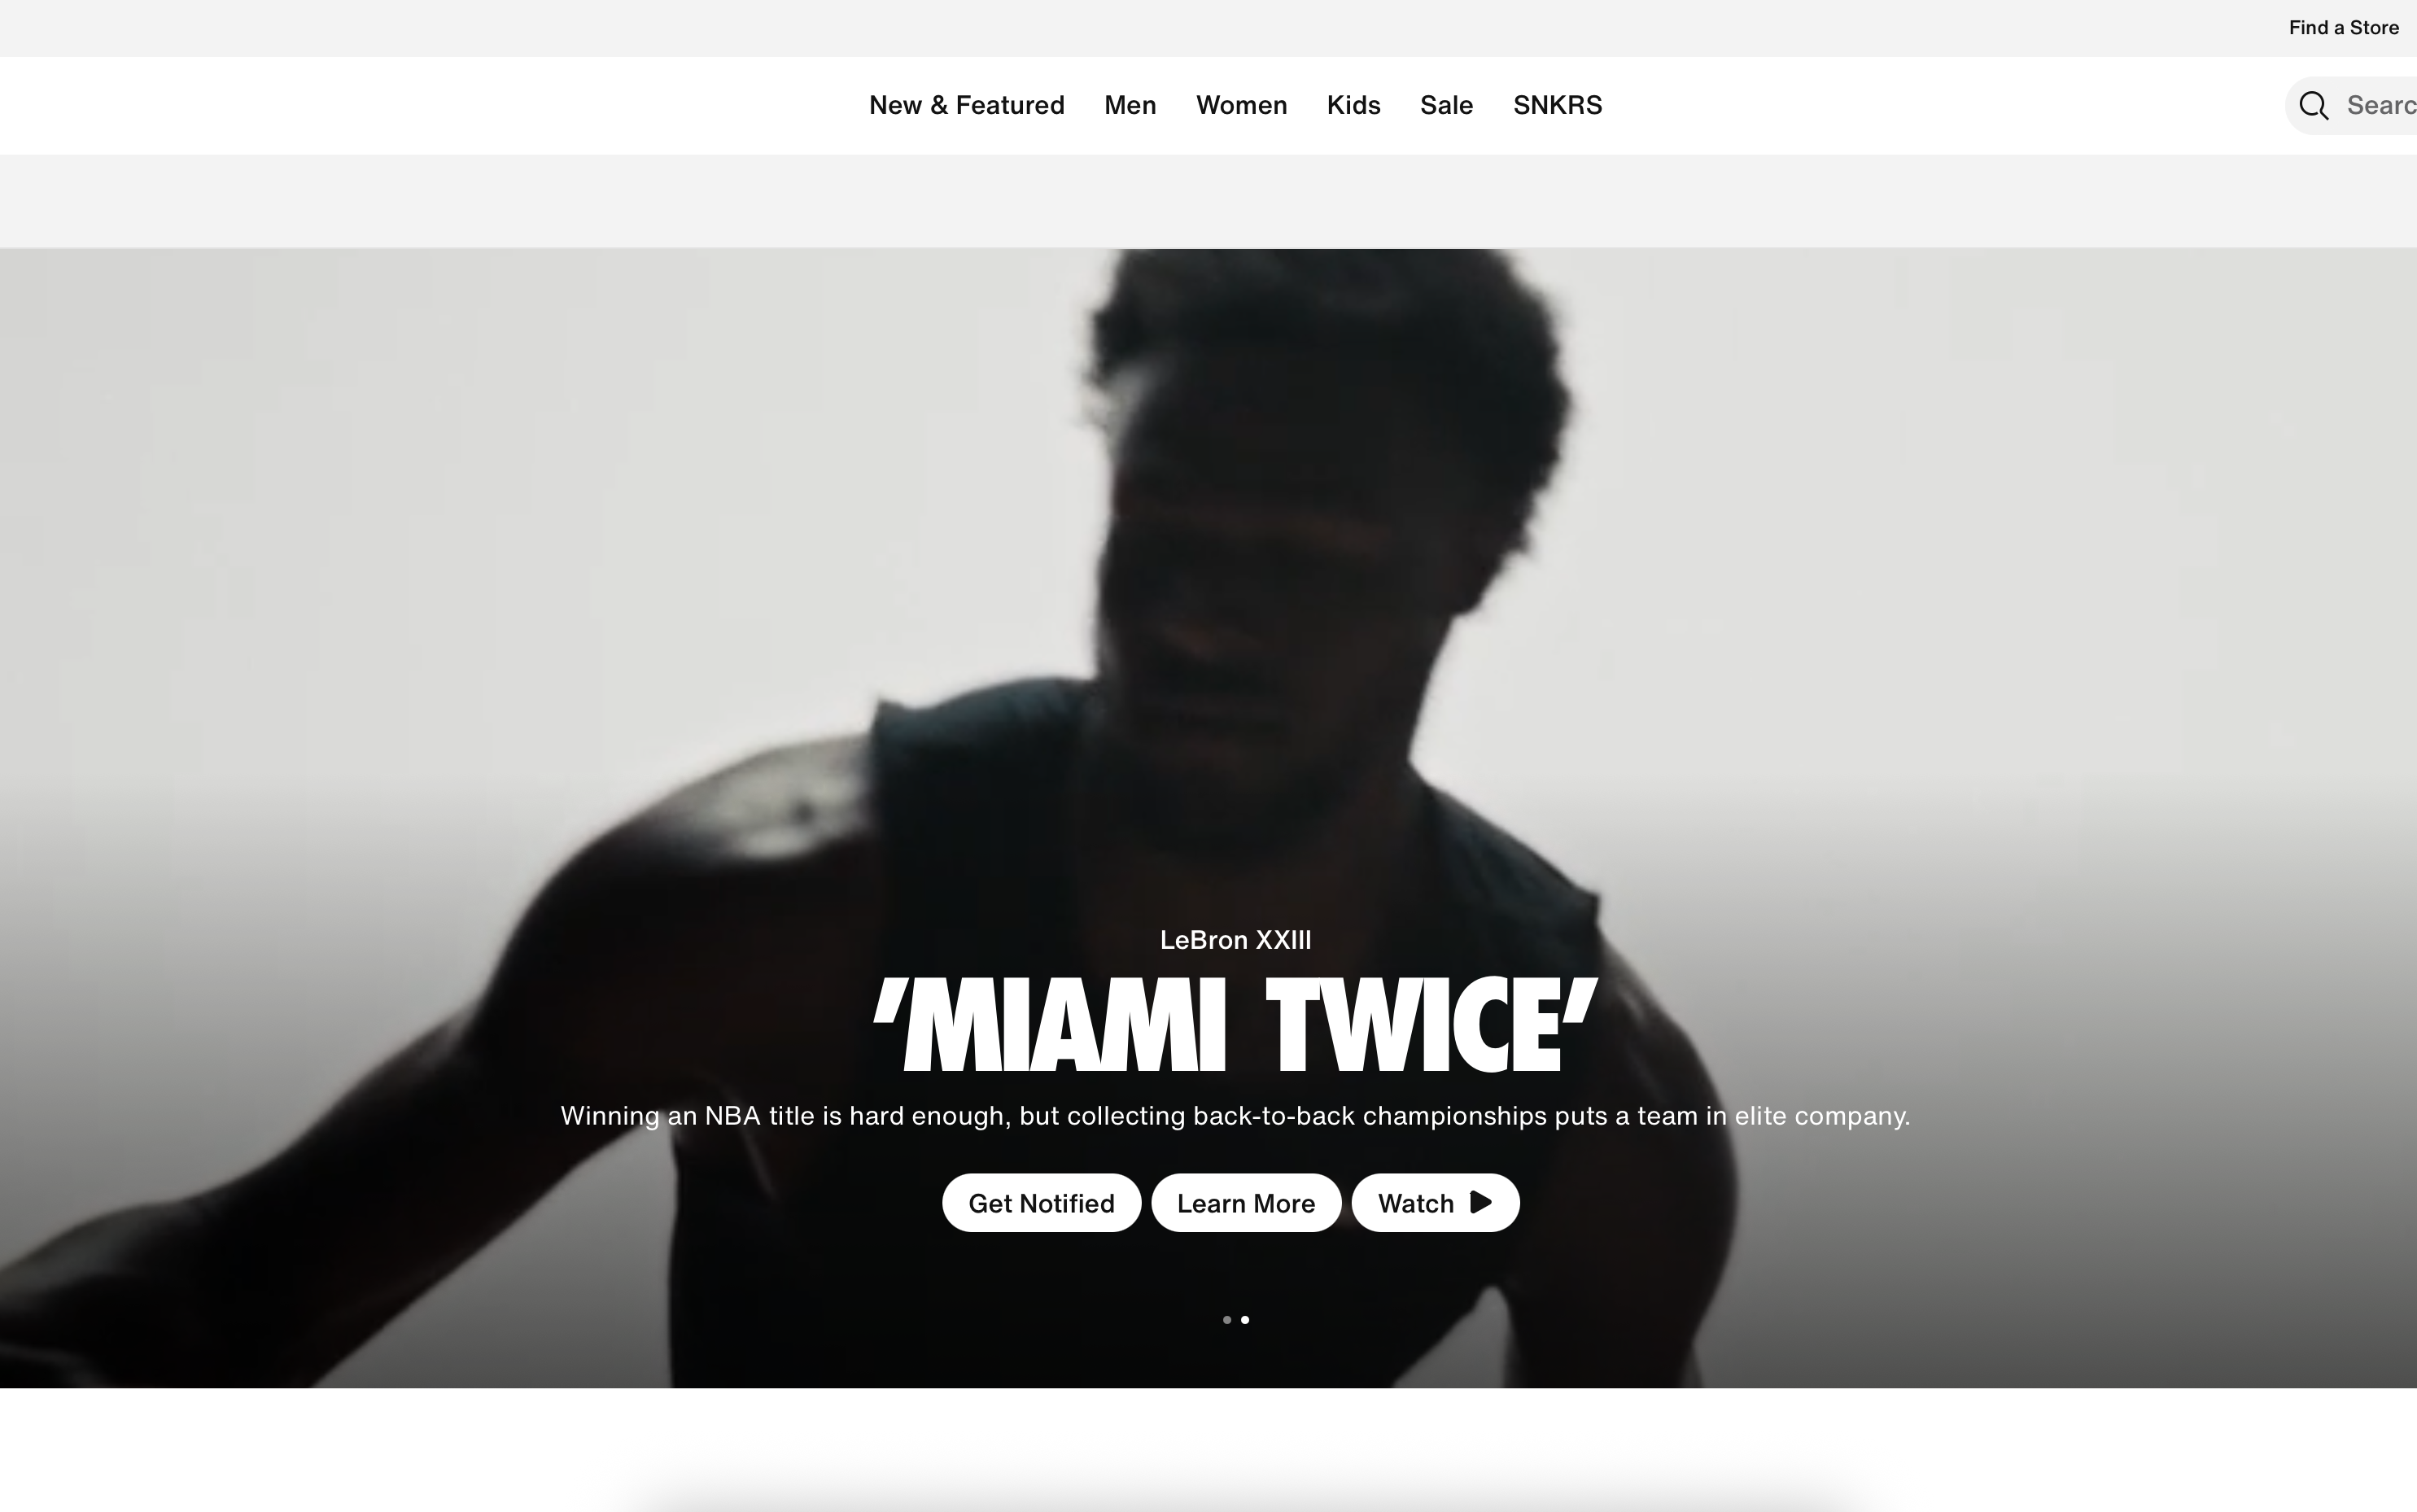 Find a Store
New & Featured Men Women Kids Sale SNKRS
Searc
LeBron XXIII
'MIAMI TWICE'
Winning an NBA title is hard enough, but collecting back-to-back championships puts a team in elite company.
Get Notified Learn More Watch